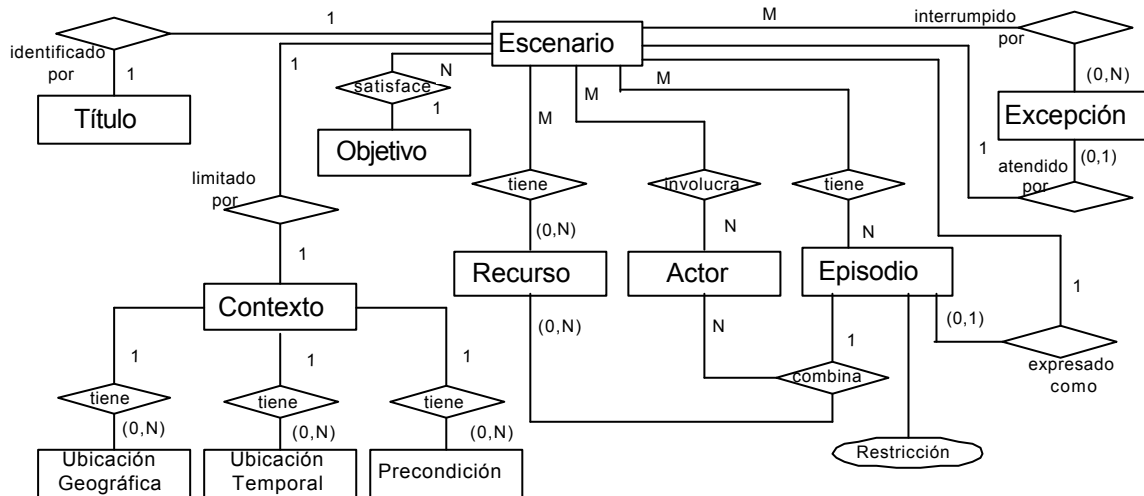 1
M
interrumpido
por
identificado
por
Escenario
1
1
satisface
N
1
M
M
M
(0,N)
Título
Objetivo
Excepción
(0,1)
1
atendido
por
limitado
por
tiene
involucra
tiene
1
(0,N)
N
N
Recurso
Actor
Episodio
Contexto
(0,N)
N
1
(0,1)
1
1
1
1
expresado
como
combina
tiene
tiene
tiene
(0,N)
(0,N)
(0,N)
Ubicación
Geográfica
Ubicación
Temporal
Precondición
Restricción